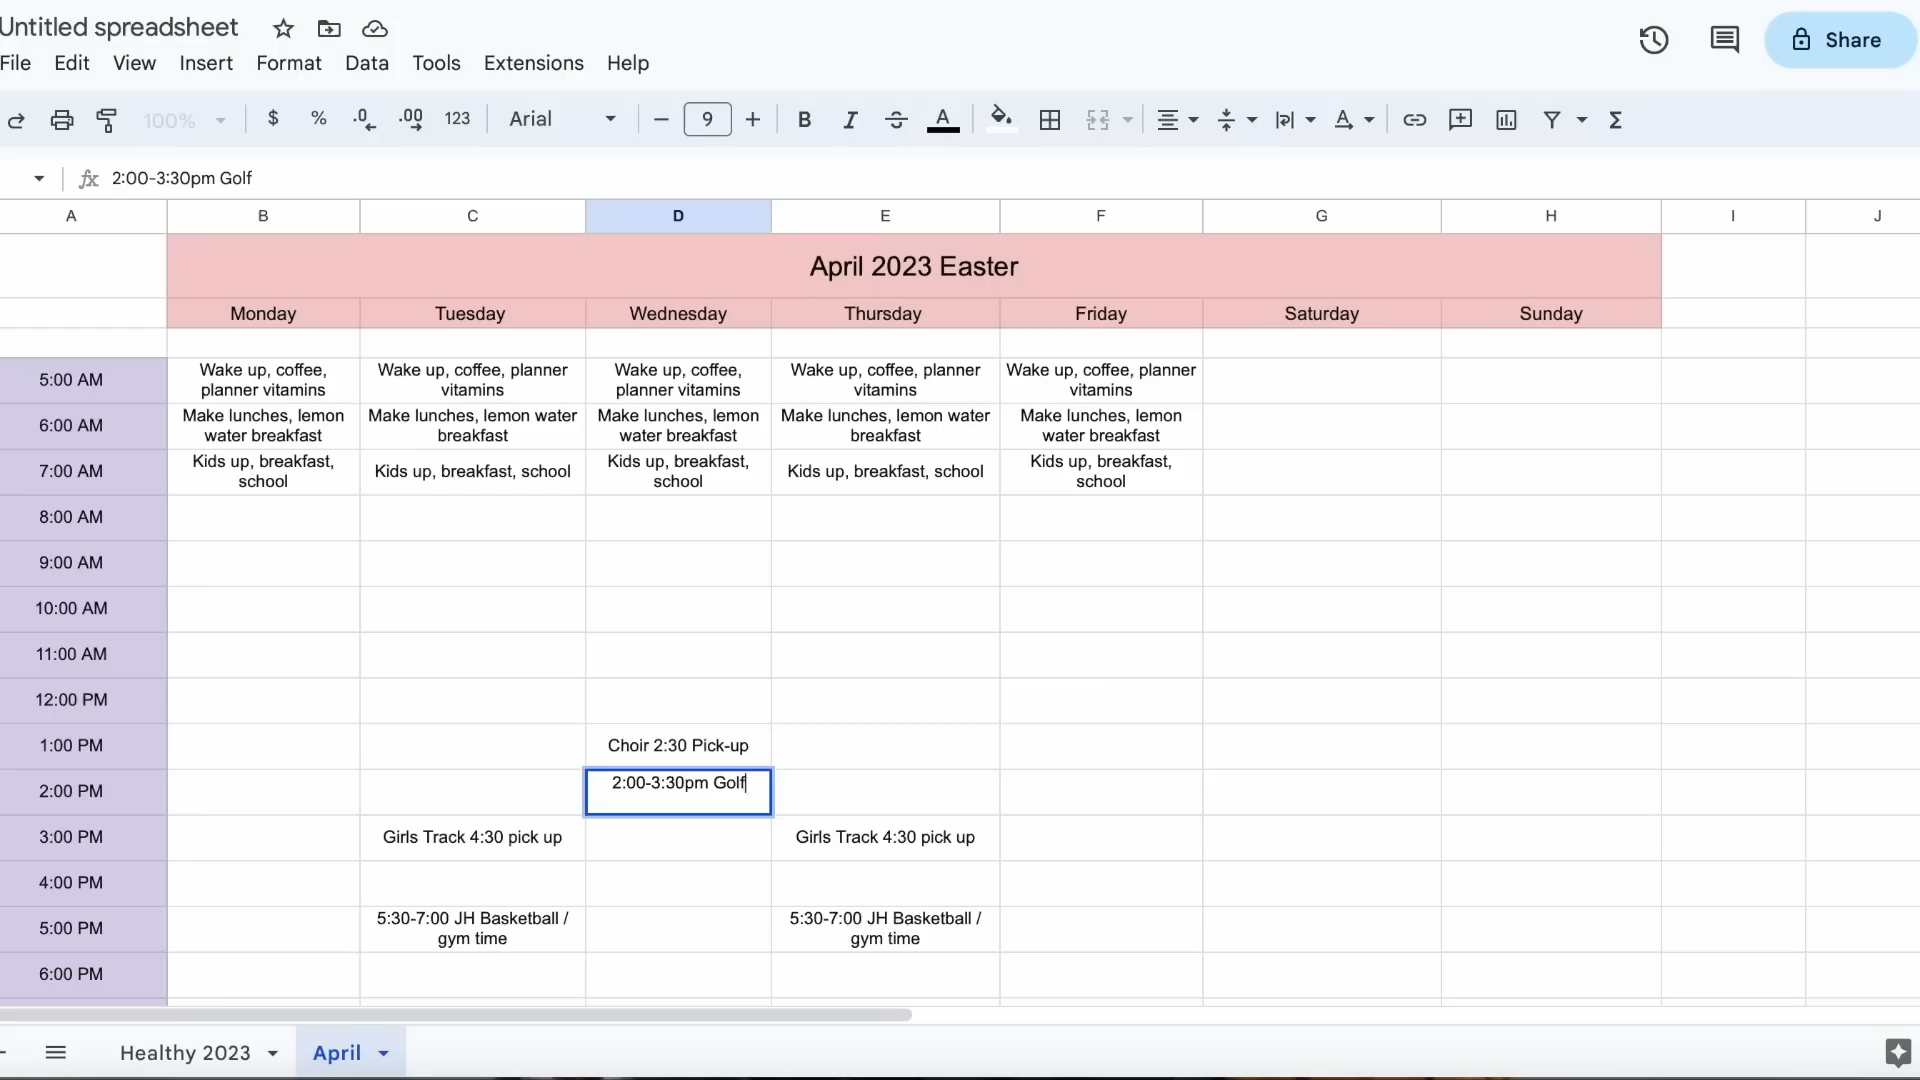 Untitled spreadsheet
File Edit View Insert Format Data Tools Extensions Help
Share
100% $ % .0 .00 123 Arial 9 B I S A
fx 2:00-3:30pm Golf
A B C D E F G H I J
April 2023 Easter
Monday Tuesday Wednesday Thursday Friday Saturday Sunday
5:00 AM
Wake up, coffee,
planner vitamins
Wake up, coffee, planner
vitamins
Wake up, coffee,
planner vitamins
Wake up, coffee, planner
vitamins
Wake up, coffee, planner
vitamins
6:00 AM
Make lunches, lemon
water breakfast
Make lunches, lemon water
breakfast
Make lunches, lemon
water breakfast
Make lunches, lemon water
breakfast
Make lunches, lemon
water breakfast
7:00 AM
Kids up, breakfast,
school
Kids up, breakfast, school
Kids up, breakfast,
school
Kids up, breakfast, school
Kids up, breakfast,
school
8:00 AM
9:00 AM
10:00 AM
11:00 AM
12:00 PM
1:00 PM
Choir 2:30 Pick-up
2:00 PM
2:00-3:30pm Golf
3:00 PM
Girls Track 4:30 pick up
Girls Track 4:30 pick up
4:00 PM
5:00 PM
5:30-7:00 JH Basketball /
gym time
5:30-7:00 JH Basketball /
gym time
6:00 PM
Healthy 2023 April